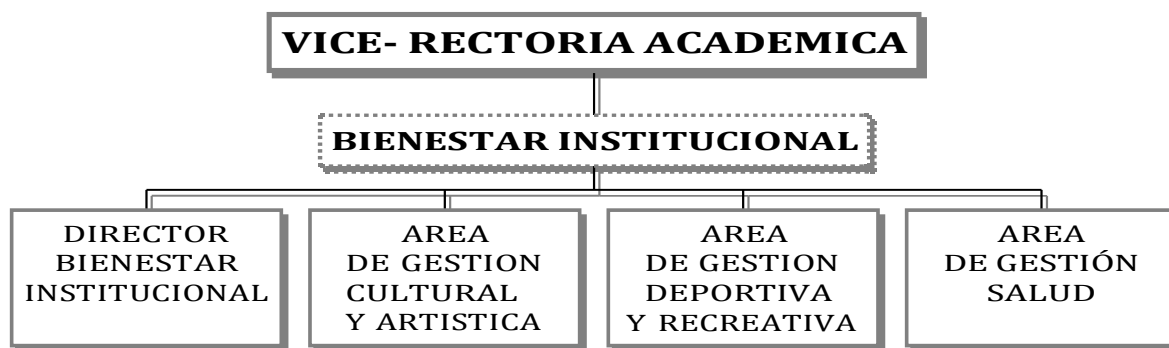 VICE- RECTORIA ACADEMICA
BIENESTAR INSTITUCIONAL
DIRECTOR
BIENESTAR
INSTITUCIONAL
AREA
DE GESTION
CULTURAL
Y ARTISTICA
AREA
DE GESTION
DEPORTIVA
Y RECREATIVA
AREA
DE GESTIÓN
SALUD